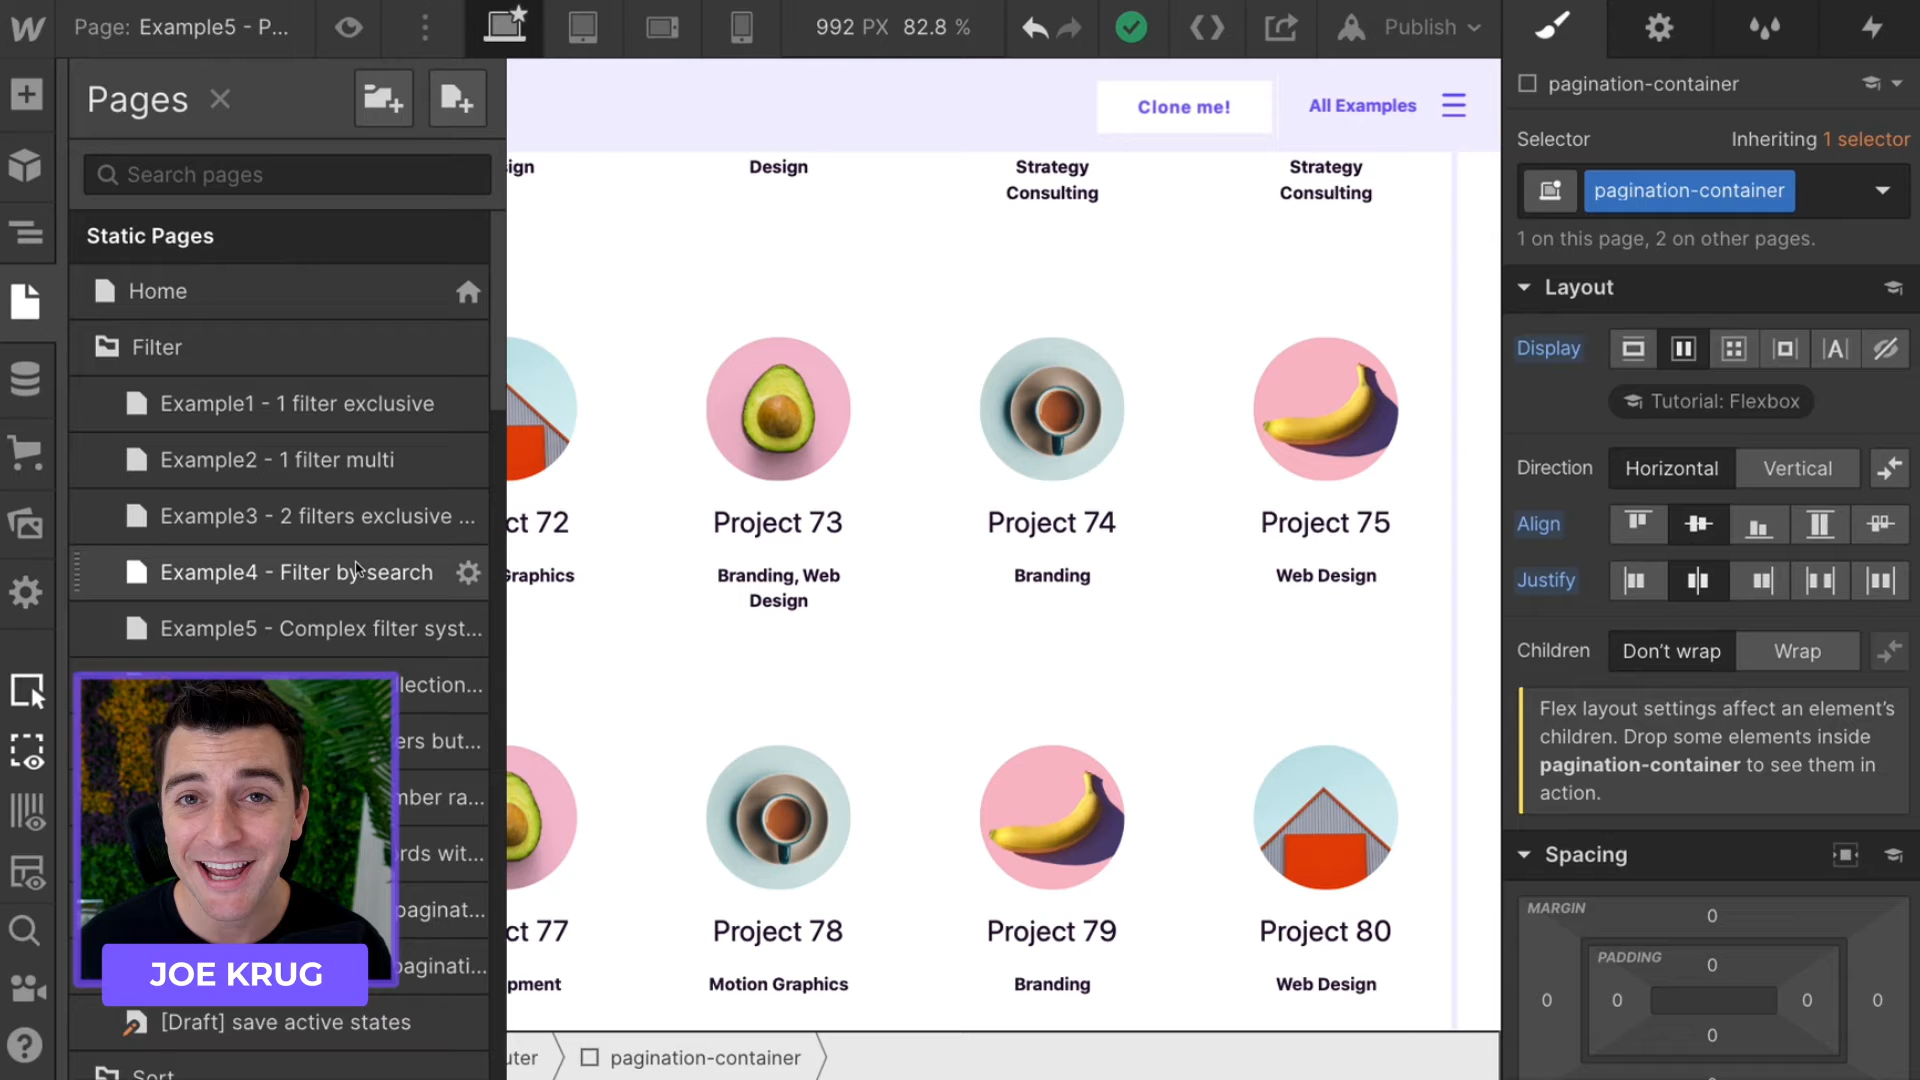 Page: Example5 - P...
992 PX 82.8 %
Publish
Pages
Search pages
Static Pages
Home
Filter
Example1 - 1 filter exclusive
Example2 - 1 filter multi
Example3 - 2 filters exclusive ...
Example4 - Filter by search
Example5 - Complex filter syst...
llection...
ers but...
mber ra...
ords wit...
paginat...
paginati...
[Draft] save active states
Sort
JOE KRUG
Clone me!
All Examples
ign
Design
Strategy
Consulting
Strategy
Consulting
ct 72
Project 73
Project 74
Project 75
Graphics
Branding, Web
Design
Branding
Web Design
ct 77
Project 78
Project 79
Project 80
pment
Motion Graphics
Branding
Web Design
uter
pagination-container
pagination-container
Selector
Inheriting 1 selector
pagination-container
1 on this page, 2 on other pages.
Layout
Display
Tutorial: Flexbox
Direction
Horizontal
Vertical
Align
Justify
Children
Don't wrap
Wrap
Flex layout settings affect an element's
children. Drop some elements inside
pagination-container to see them in
action.
Spacing
MARGIN
0
PADDING
0
0
0
0
0
0